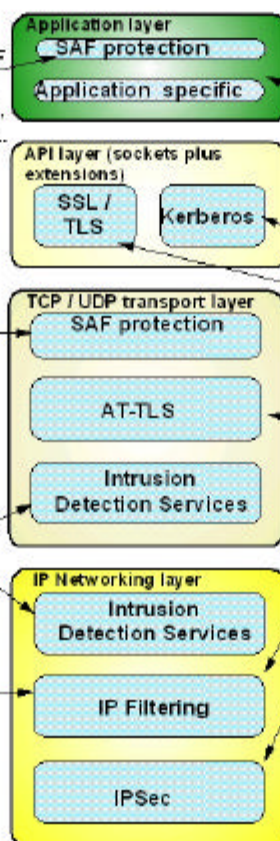 Application layer
SAF protection
Application specific
API layer (sockets plus
extensions)
SSL /
TLS
Kerberos
TCP / UDP transport layer
SAF protection
AT-TLS
Intrusion
Detection Services
IP Networking layer
Intrusion
Detection Services
IP Filtering
IPSec